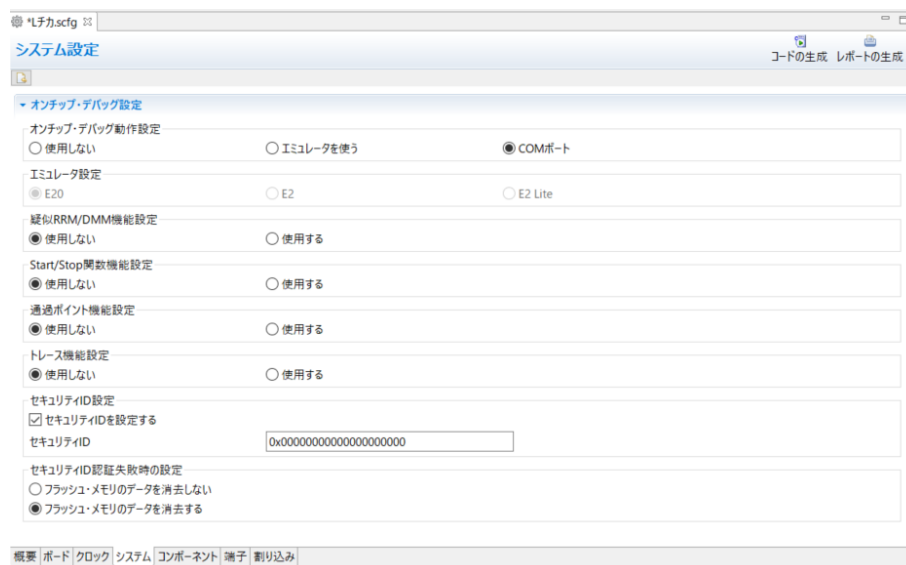 *Lチカ.scfg
システム設定
コードの生成 レポートの生成
オンチップ・デバッグ設定
オンチップ・デバッグ動作設定
使用しない エミュレータを使う COMポート
エミュレータ設定
E20 E2 E2 Lite
疑似RRM/DMM機能設定
使用しない 使用する
Start/Stop関数機能設定
使用しない 使用する
通過ポイント機能設定
使用しない 使用する
トレース機能設定
使用しない 使用する
セキュリティID設定
セキュリティIDを設定する
セキュリティID 0x00000000000000000000
セキュリティID認証失敗時の設定
フラッシュ・メモリのデータを消去しない
フラッシュ・メモリのデータを消去する
概要 ボード クロック システム コンポーネント 端子 割り込み